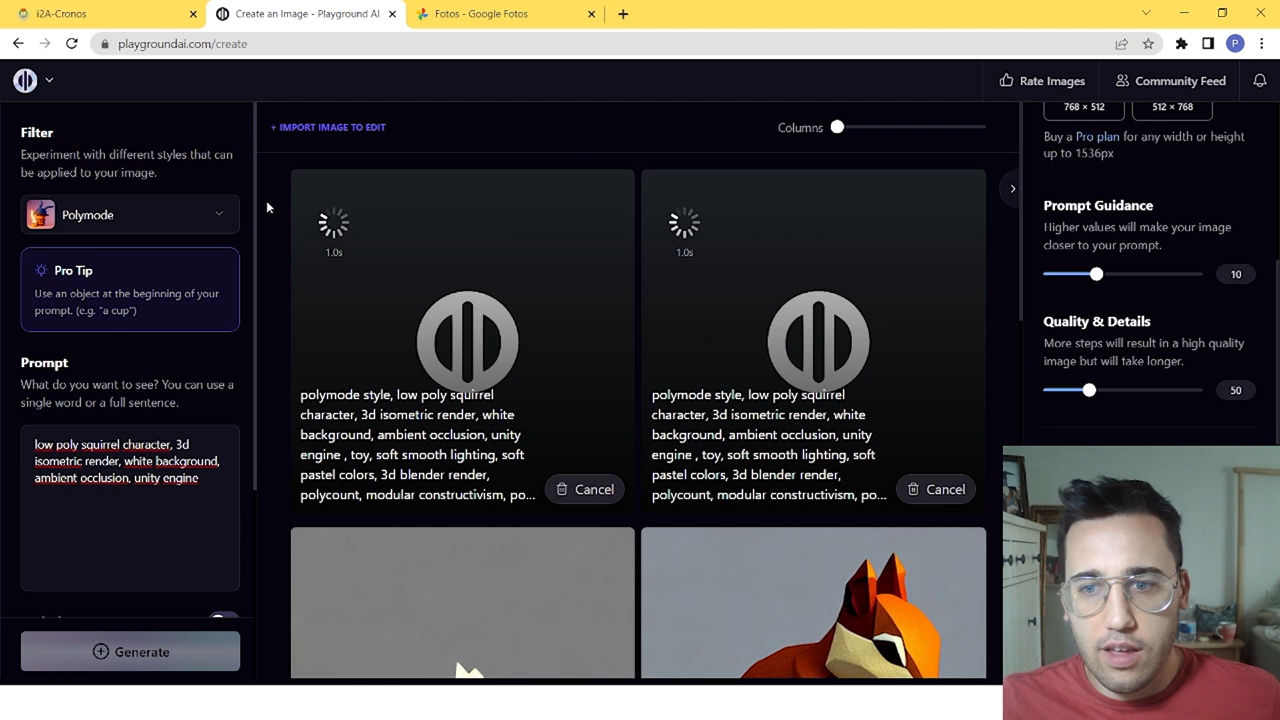 i2A-Cronos
Create an Image - Playground AI
Fotos - Google Fotos
playgroundai.com/create
P
Rate Images
Community Feed
Filter
Experiment with different styles that can
be applied to your image.
Polymode
Pro Tip
Use an object at the beginning of your
prompt. (e.g. "a cup")
Prompt
What do you want to see? You can use a
single word or a full sentence.
low poly squirrel character, 3d
isometric render, white background,
ambient occlusion, unity engine
Generate
+ IMPORT IMAGE TO EDIT
Columns
1.0s
polymode style, low poly squirrel
character, 3d isometric render, white
background, ambient occlusion, unity
engine , toy, soft smooth lighting, soft
pastel colors, 3d blender render,
polycount, modular constructivism, po...
Cancel
1.0s
polymode style, low poly squirrel
character, 3d isometric render, white
background, ambient occlusion, unity
engine , toy, soft smooth lighting, soft
pastel colors, 3d blender render,
polycount, modular constructivism, po...
Cancel
768 × 512
512 × 768
Buy a Pro plan for any width or height
up to 1536px
Prompt Guidance
Higher values will make your image
closer to your prompt.
10
Quality & Details
More steps will result in a high quality
image but will take longer.
50